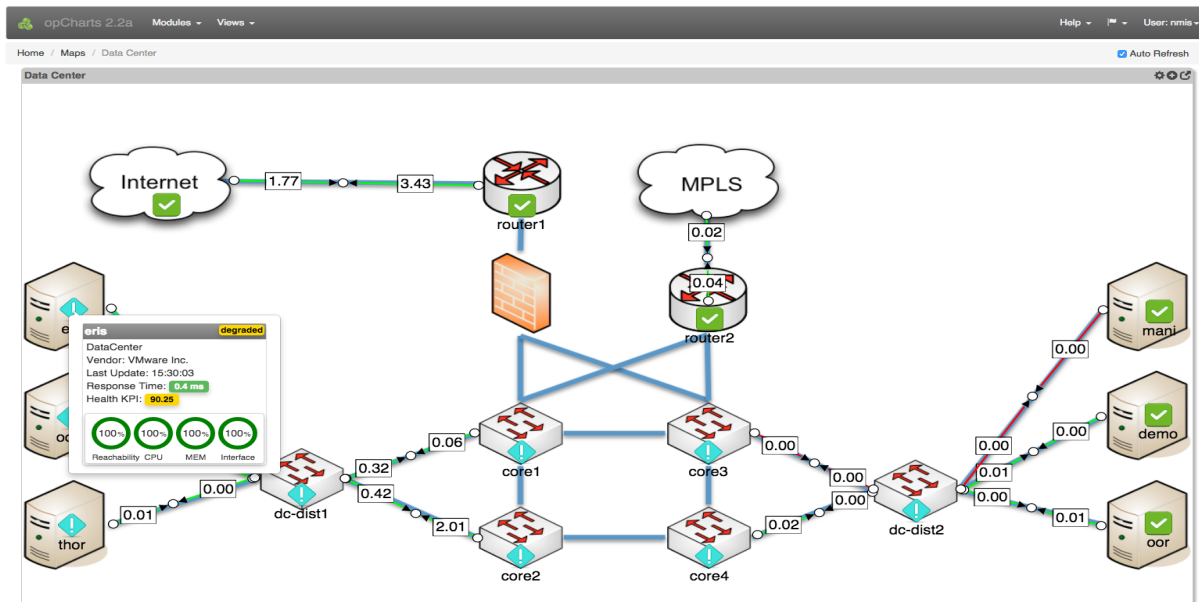 opCharts 2.2a Modules Views Help User: nmis
Home / Maps / Data Center Auto Refresh
Data Center
Internet
1.77
3.43
router1
MPLS
0.02
0.04
router2
eris degraded
DataCenter
Vendor: VMware Inc.
Last Update: 15:30:03
Response Time: 0.4 ms
Health KPI: 90.25
100% 100% 100% 100%
Reachability CPU MEM Interface
mani
0.00
0.00
demo
0.00
0.01
0.00
0.01
oor
core1
0.06
0.32
core3
0.00
0.00
0.00
0.02
dc-dist1
0.42
2.01
dc-dist2
0.00
0.01
thor
core2
core4